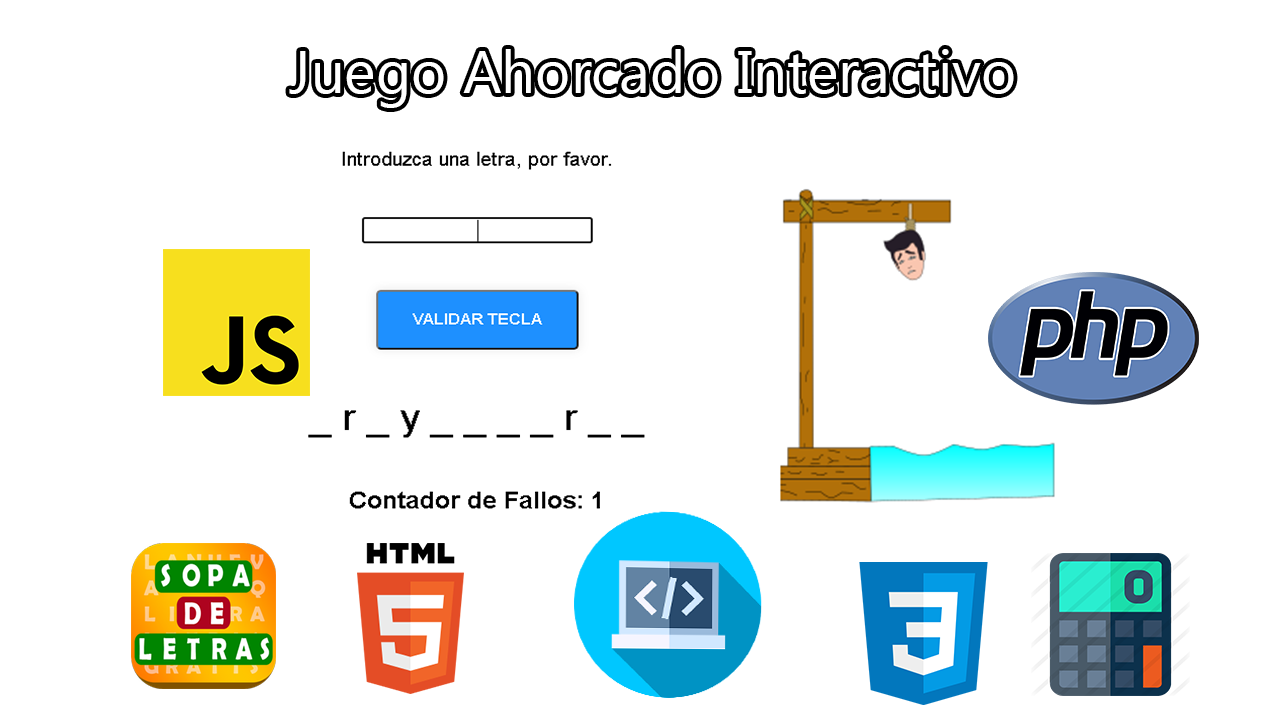 Juego Ahorcado Interactivo
Introduzca una letra, por favor.
VALIDAR TECLA
JS
php
_ r _ y _ _ _ _ r _ _
Contador de Fallos: 1
SOPA
DE
LETRAS
GRATIS
HTML
5
</>
3
0